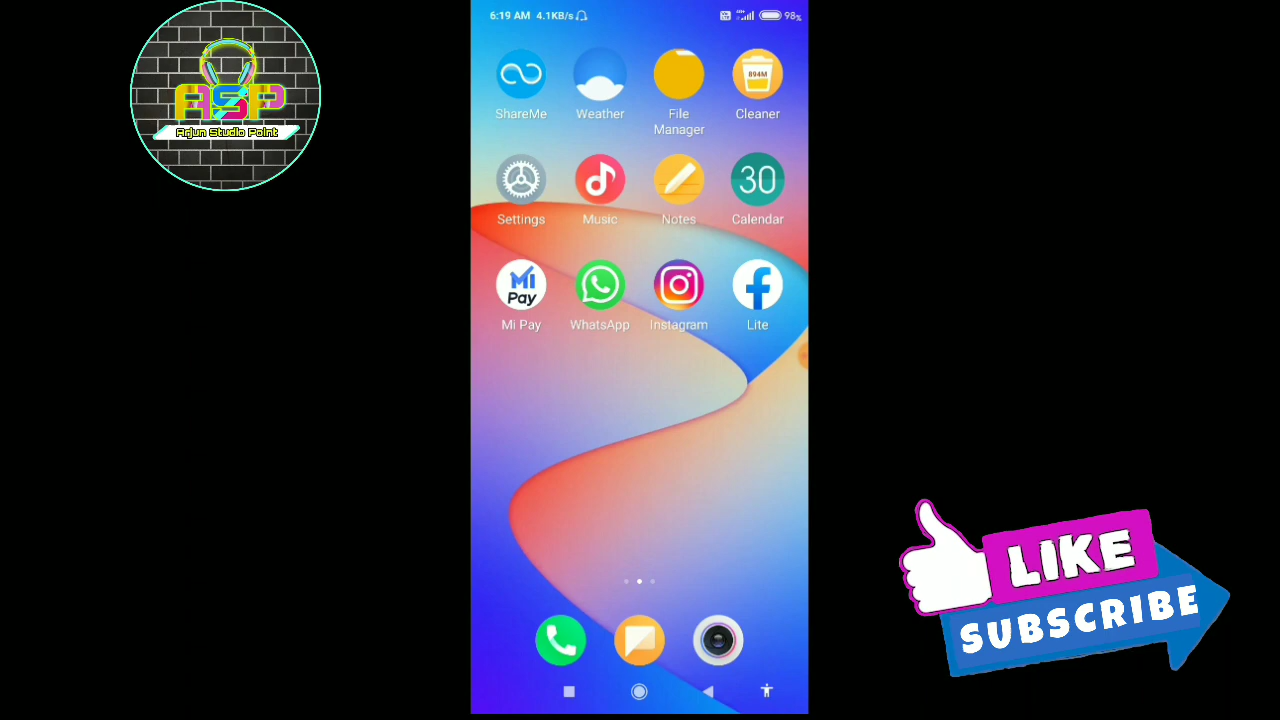 ASP
Arjun Studio Point
6:19 AM 4.1KB/s
98%
ShareMe
Weather
File
Manager
894M
Cleaner
Settings
Music
Notes
30
Calendar
Mi
Pay
Mi Pay
WhatsApp
Instagram
Lite
LIKE
SUBSCRIBE